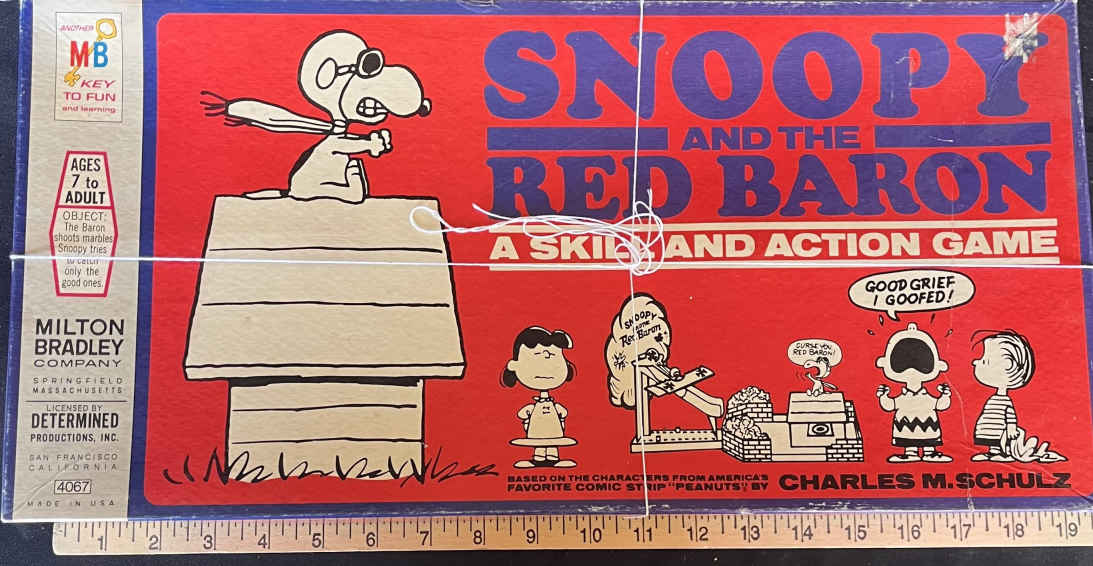 ANOTHER
MB
KEY
TO FUN
and learning
AGES
7 to
ADULT
OBJECT:
The Baron
shoots marbles
Snoopy tries
to catch
only the
good ones.
MILTON
BRADLEY
COMPANY
SPRINGFIELD
MASSACHUSETTS
LICENSED BY
DETERMINED
PRODUCTIONS, INC.
SAN FRANCISCO
CALIFORNIA
4067
MADE IN U.S.A.
SNOOPY
AND THE
RED BARON
A SKILL AND ACTION GAME
GOOD GRIEF
I GOOFED!
SNOOPY
Red Baron
CURSE YOU
RED BARON!
BASED ON THE CHARACTERS FROM AMERICA'S
FAVORITE COMIC STRIP "PEANUTS", BY CHARLES M. SCHULZ
1 2 3 4 5 6 7 8 9 10 11 12 13 14 15 16 17 18 19